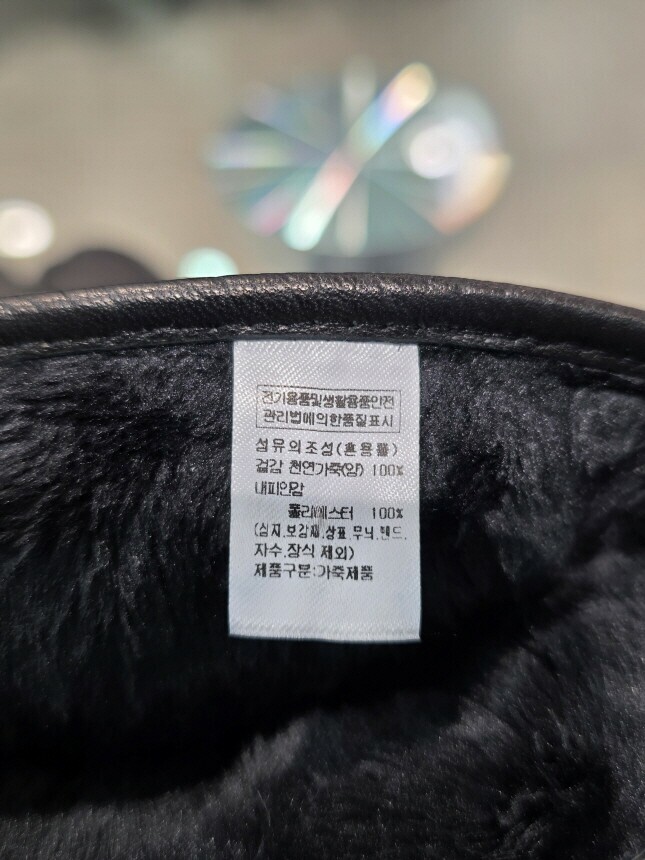 전기용품및생활용품안전
관리법에의한품질표시
섬유의조성(혼용률)
겉감 천연가죽(양) 100%
내피안감
폴리에스터 100%
(심지,보강재,상표,무늬,밴드,
자수,장식 제외)
제품구분:가죽제품